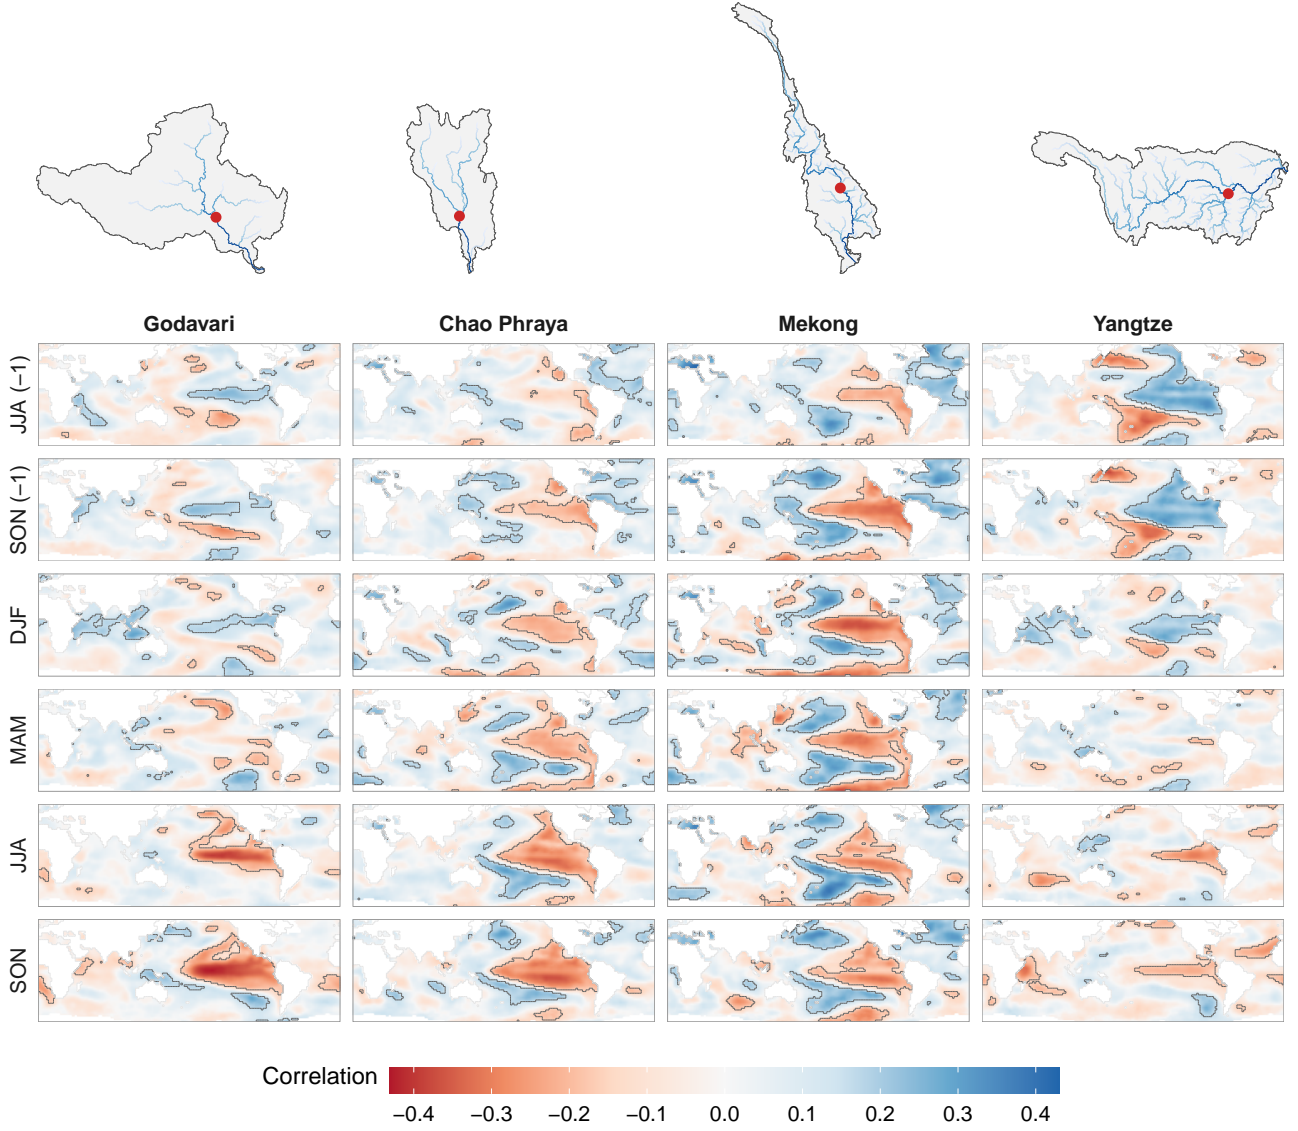 Godavari Chao Phraya Mekong Yangtze
JJA (−1)
SON (−1)
DJF
MAM
JJA
SON
Correlation
−0.4 −0.3 −0.2 −0.1 0.0 0.1 0.2 0.3 0.4